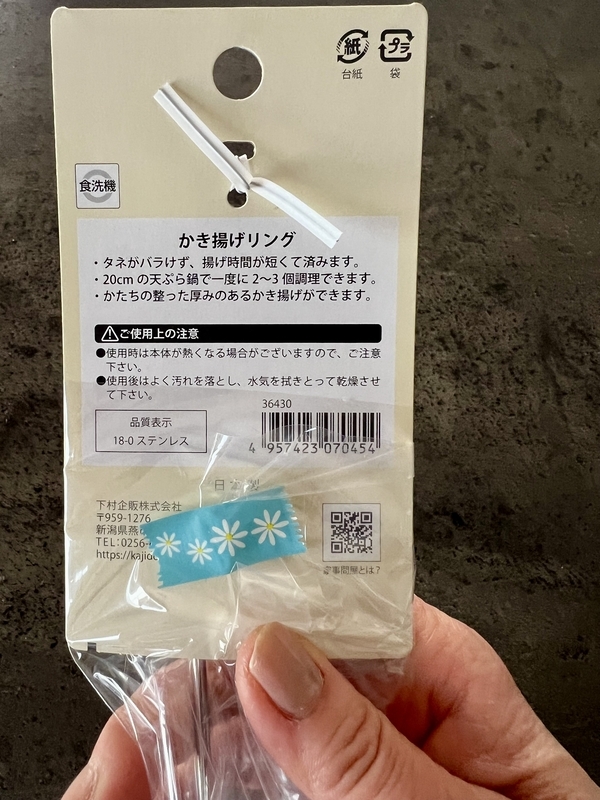 紙
プラ
台紙
袋
食洗機
かき揚げリング
・タネがバラけず、揚げ時間が短くて済みます。
・20cm の天ぷら鍋で一度に 2〜3 個調理できます。
・かたちの整った厚みのあるかき揚げができます。
ご使用上の注意
●使用時は本体が熱くなる場合がございますので、ご注意
下さい。
●使用後はよく汚れを落とし、水気を拭きとって乾燥させ
て下さい。
品質表示
18-0 ステンレス
36430
4 957423 070454
日本製
下村企販株式会社
〒959-1276
新潟県燕
TEL:0256-
https://kajid
家事問屋とは？